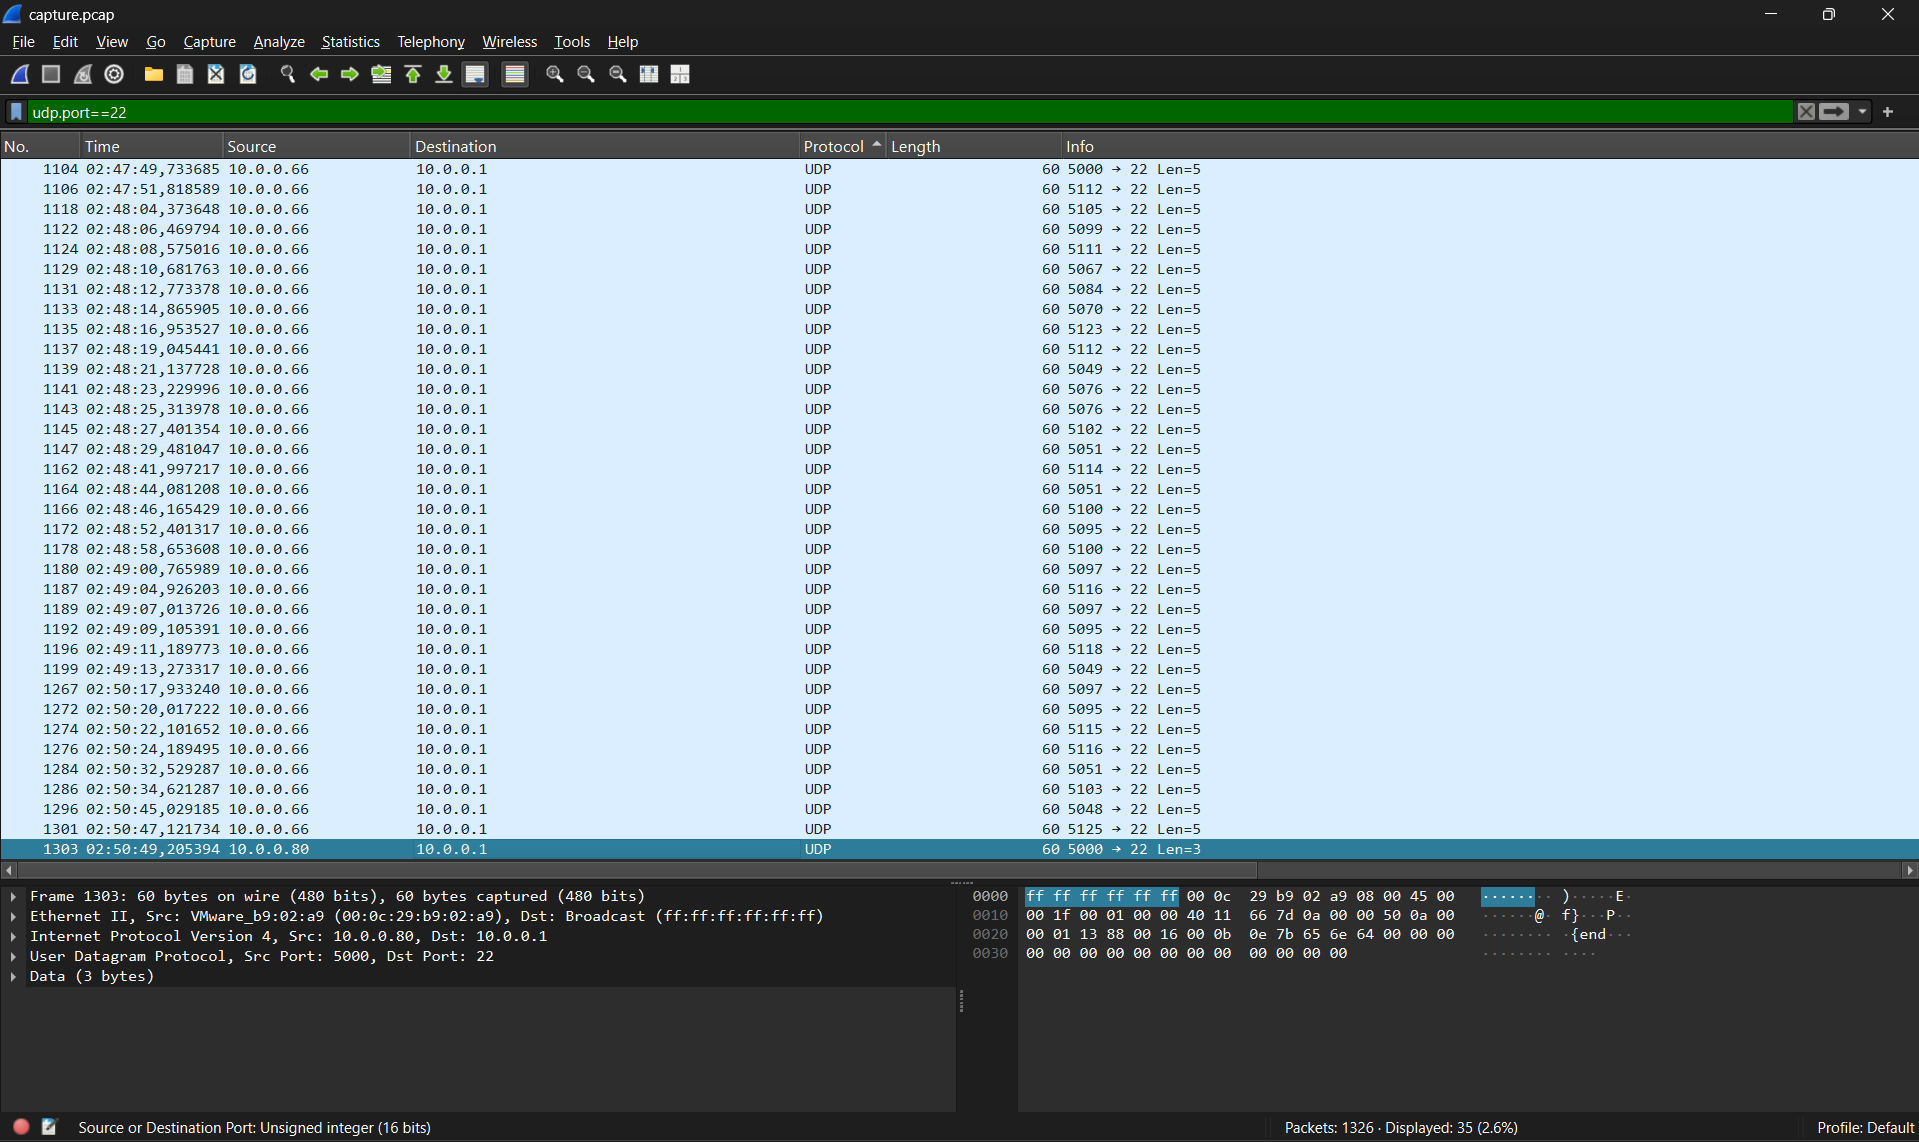 capture.pcap
File Edit View Go Capture Analyze Statistics Telephony Wireless Tools Help
udp.port==22
No. Time Source Destination Protocol Length Info
1104 02:47:49,733685 10.0.0.66 10.0.0.1 UDP 60 5000 → 22 Len=5
1106 02:47:51,818589 10.0.0.66 10.0.0.1 UDP 60 5112 → 22 Len=5
1118 02:48:04,373648 10.0.0.66 10.0.0.1 UDP 60 5105 → 22 Len=5
1122 02:48:06,469794 10.0.0.66 10.0.0.1 UDP 60 5099 → 22 Len=5
1124 02:48:08,575016 10.0.0.66 10.0.0.1 UDP 60 5111 → 22 Len=5
1129 02:48:10,681763 10.0.0.66 10.0.0.1 UDP 60 5067 → 22 Len=5
1131 02:48:12,773378 10.0.0.66 10.0.0.1 UDP 60 5084 → 22 Len=5
1133 02:48:14,865905 10.0.0.66 10.0.0.1 UDP 60 5070 → 22 Len=5
1135 02:48:16,953527 10.0.0.66 10.0.0.1 UDP 60 5123 → 22 Len=5
1137 02:48:19,045441 10.0.0.66 10.0.0.1 UDP 60 5112 → 22 Len=5
1139 02:48:21,137728 10.0.0.66 10.0.0.1 UDP 60 5049 → 22 Len=5
1141 02:48:23,229996 10.0.0.66 10.0.0.1 UDP 60 5076 → 22 Len=5
1143 02:48:25,313978 10.0.0.66 10.0.0.1 UDP 60 5076 → 22 Len=5
1145 02:48:27,401354 10.0.0.66 10.0.0.1 UDP 60 5102 → 22 Len=5
1147 02:48:29,481047 10.0.0.66 10.0.0.1 UDP 60 5051 → 22 Len=5
1162 02:48:41,997217 10.0.0.66 10.0.0.1 UDP 60 5114 → 22 Len=5
1164 02:48:44,081208 10.0.0.66 10.0.0.1 UDP 60 5051 → 22 Len=5
1166 02:48:46,165429 10.0.0.66 10.0.0.1 UDP 60 5100 → 22 Len=5
1172 02:48:52,401317 10.0.0.66 10.0.0.1 UDP 60 5095 → 22 Len=5
1178 02:48:58,653608 10.0.0.66 10.0.0.1 UDP 60 5100 → 22 Len=5
1180 02:49:00,765989 10.0.0.66 10.0.0.1 UDP 60 5097 → 22 Len=5
1187 02:49:04,926203 10.0.0.66 10.0.0.1 UDP 60 5116 → 22 Len=5
1189 02:49:07,013726 10.0.0.66 10.0.0.1 UDP 60 5097 → 22 Len=5
1192 02:49:09,105391 10.0.0.66 10.0.0.1 UDP 60 5095 → 22 Len=5
1196 02:49:11,189773 10.0.0.66 10.0.0.1 UDP 60 5118 → 22 Len=5
1199 02:49:13,273317 10.0.0.66 10.0.0.1 UDP 60 5049 → 22 Len=5
1267 02:50:17,933240 10.0.0.66 10.0.0.1 UDP 60 5097 → 22 Len=5
1272 02:50:20,017222 10.0.0.66 10.0.0.1 UDP 60 5095 → 22 Len=5
1274 02:50:22,101652 10.0.0.66 10.0.0.1 UDP 60 5115 → 22 Len=5
1276 02:50:24,189495 10.0.0.66 10.0.0.1 UDP 60 5116 → 22 Len=5
1284 02:50:32,529287 10.0.0.66 10.0.0.1 UDP 60 5051 → 22 Len=5
1286 02:50:34,621287 10.0.0.66 10.0.0.1 UDP 60 5103 → 22 Len=5
1296 02:50:45,029185 10.0.0.66 10.0.0.1 UDP 60 5048 → 22 Len=5
1301 02:50:47,121734 10.0.0.66 10.0.0.1 UDP 60 5125 → 22 Len=5
1303 02:50:49,205394 10.0.0.80 10.0.0.1 UDP 60 5000 → 22 Len=3
Frame 1303: 60 bytes on wire (480 bits), 60 bytes captured (480 bits)
Ethernet II, Src: VMware_b9:02:a9 (00:0c:29:b9:02:a9), Dst: Broadcast (ff:ff:ff:ff:ff:ff)
Internet Protocol Version 4, Src: 10.0.0.80, Dst: 10.0.0.1
User Datagram Protocol, Src Port: 5000, Dst Port: 22
Data (3 bytes)
0000 ff ff ff ff ff ff 00 0c 29 b9 02 a9 08 00 45 00 ········ )·····E·
0010 00 1f 00 01 00 00 40 11 66 7d 0a 00 00 50 0a 00 ······@· f}···P··
0020 00 01 13 88 00 16 00 0b 0e 7b 65 6e 64 00 00 00 ········ ·{end···
0030 00 00 00 00 00 00 00 00 00 00 00 00 ········ ····
Source or Destination Port: Unsigned integer (16 bits)
Packets: 1326 · Displayed: 35 (2.6%)
Profile: Default